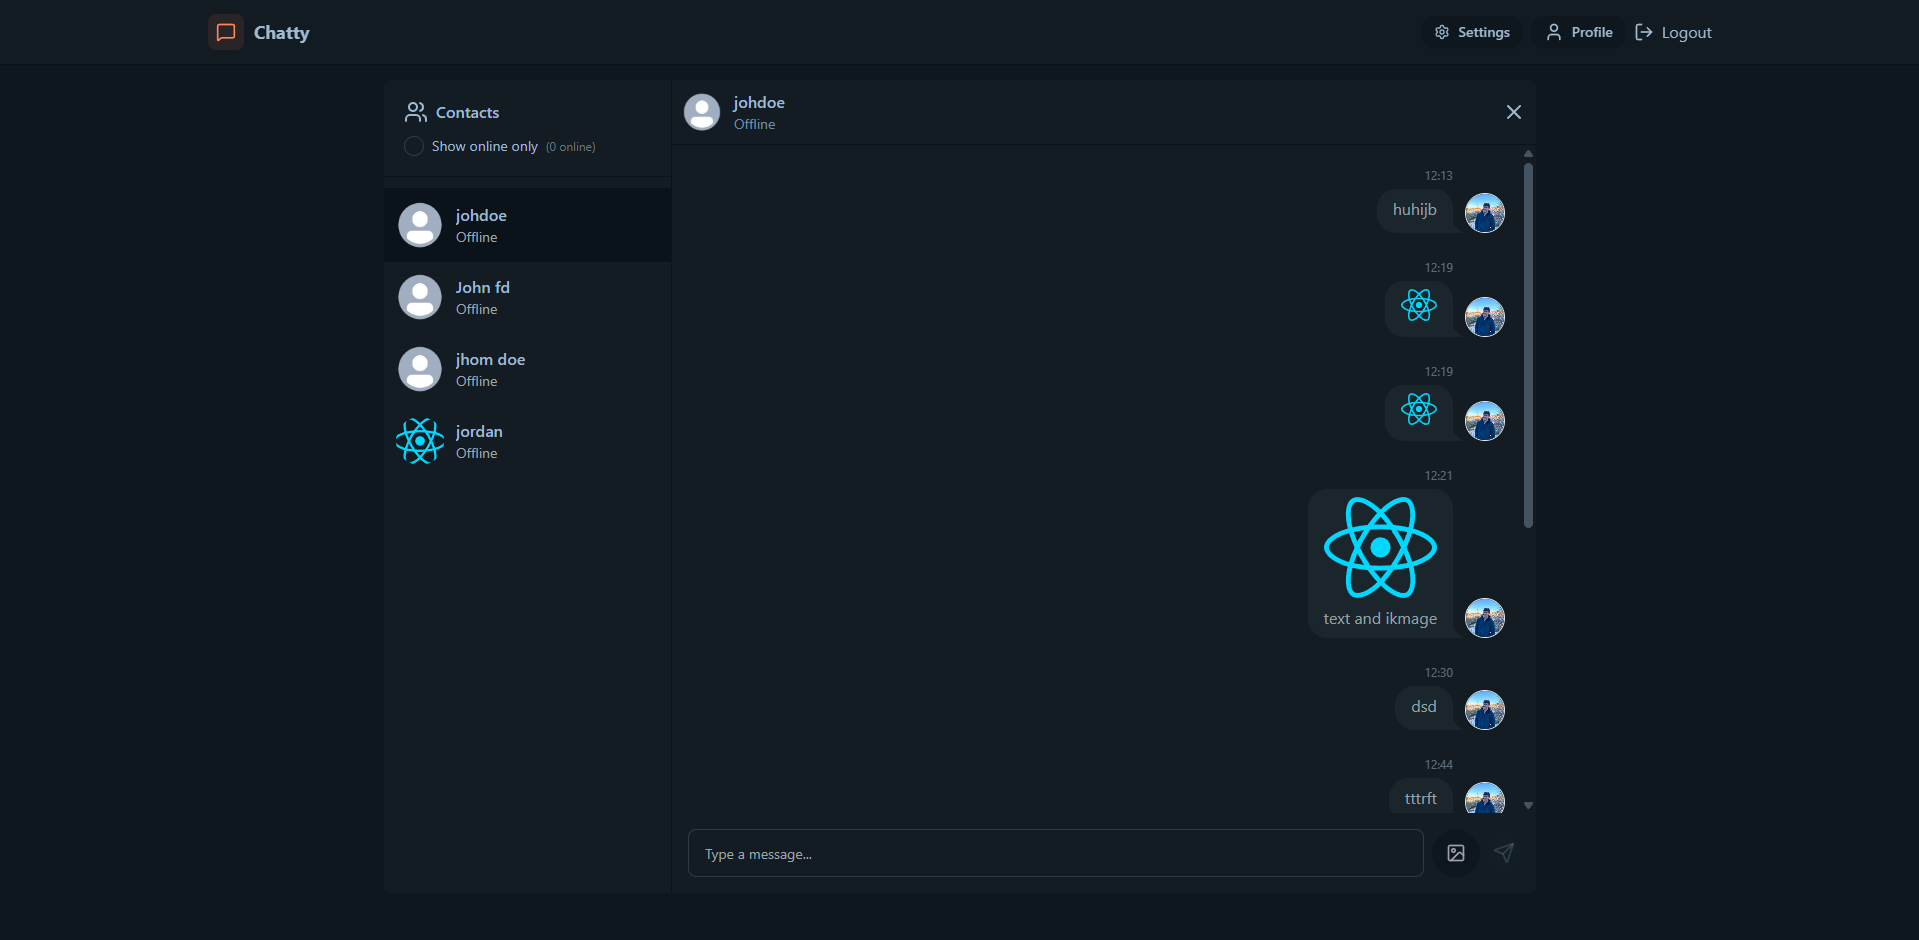 Chatty
Settings
Profile
Logout
Contacts
Show online only (0 online)
johdoe
Offline
John fd
Offline
jhom doe
Offline
jordan
Offline
johdoe
Offline
12:13
huhijb
12:19
12:19
12:21
text and ikmage
12:30
dsd
12:44
tttrft
Type a message...